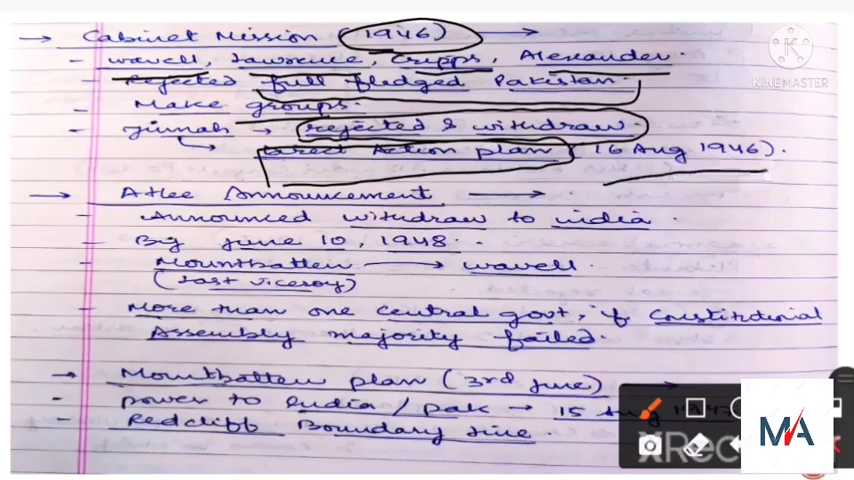 → Cabinet Mission (1946) →
- Wavell, Lawrence, Cripps, Alexander.
- Rejected full fledged Pakistan.
- Make groups.
- Jinnah → rejected & withdraw.
↳ Direct Action plan (16 Aug 1946).
→ Atlee Announcement →
- Announced withdraw to india.
- By June 10, 1948..
- Mountbatten → wavell.
(Last viceroy)
- More than one central govt, if Constitutional
Assembly majority failed.
→ Mountbatten plan (3rd June) →
- power to India / Pak → 15 Aug 1947
- Redcliff Boundary line.
KINEMASTER
XRec
MA